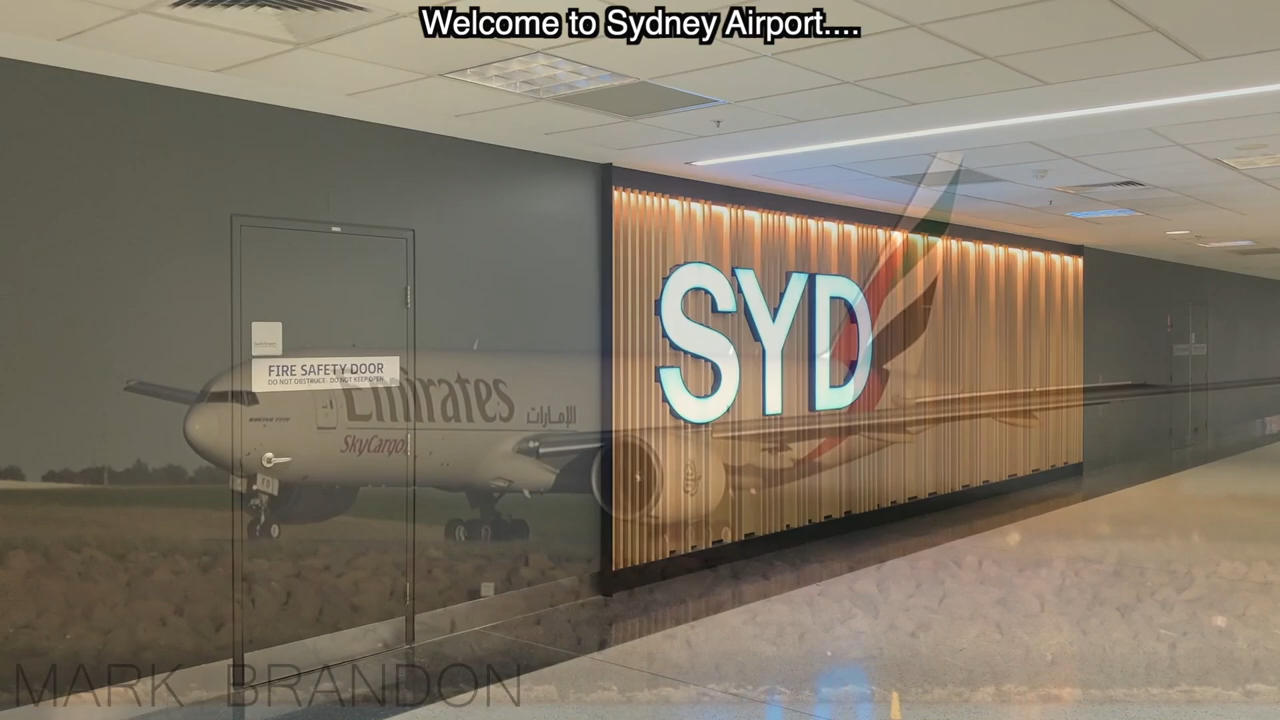 Welcome to Sydney Airport....
SYD
FIRE SAFETY DOOR
DO NOT OBSTRUCT DO NOT KEEP OPEN
Emirates
الإمارات
SkyCargo
MARK BRANDON